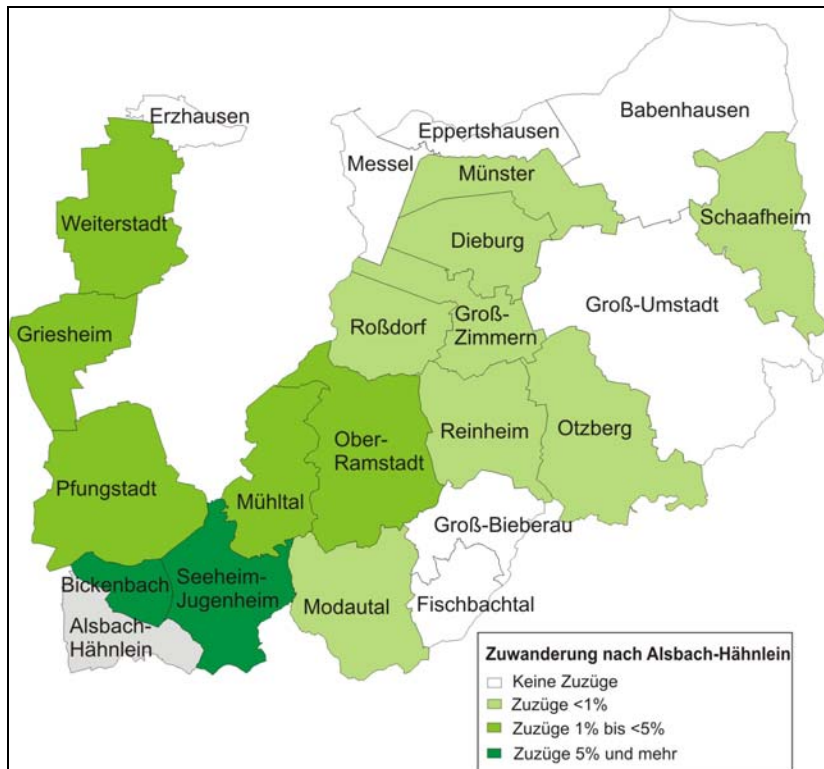 Erzhausen
Babenhausen
Eppertshausen
Messel
Münster
Weiterstadt
Schaafheim
Dieburg
Groß-Umstadt
Griesheim
Roßdorf
Groß-
Zimmern
Ober-
Ramstadt
Reinheim
Otzberg
Pfungstadt
Mühltal
Groß-Bieberau
Bickenbach
Seeheim-
Jugenheim
Modautal
Fischbachtal
Alsbach-
Hähnlein
Zuwanderung nach Alsbach-Hähnlein
Keine Zuzüge
Zuzüge <1%
Zuzüge 1% bis <5%
Zuzüge 5% und mehr